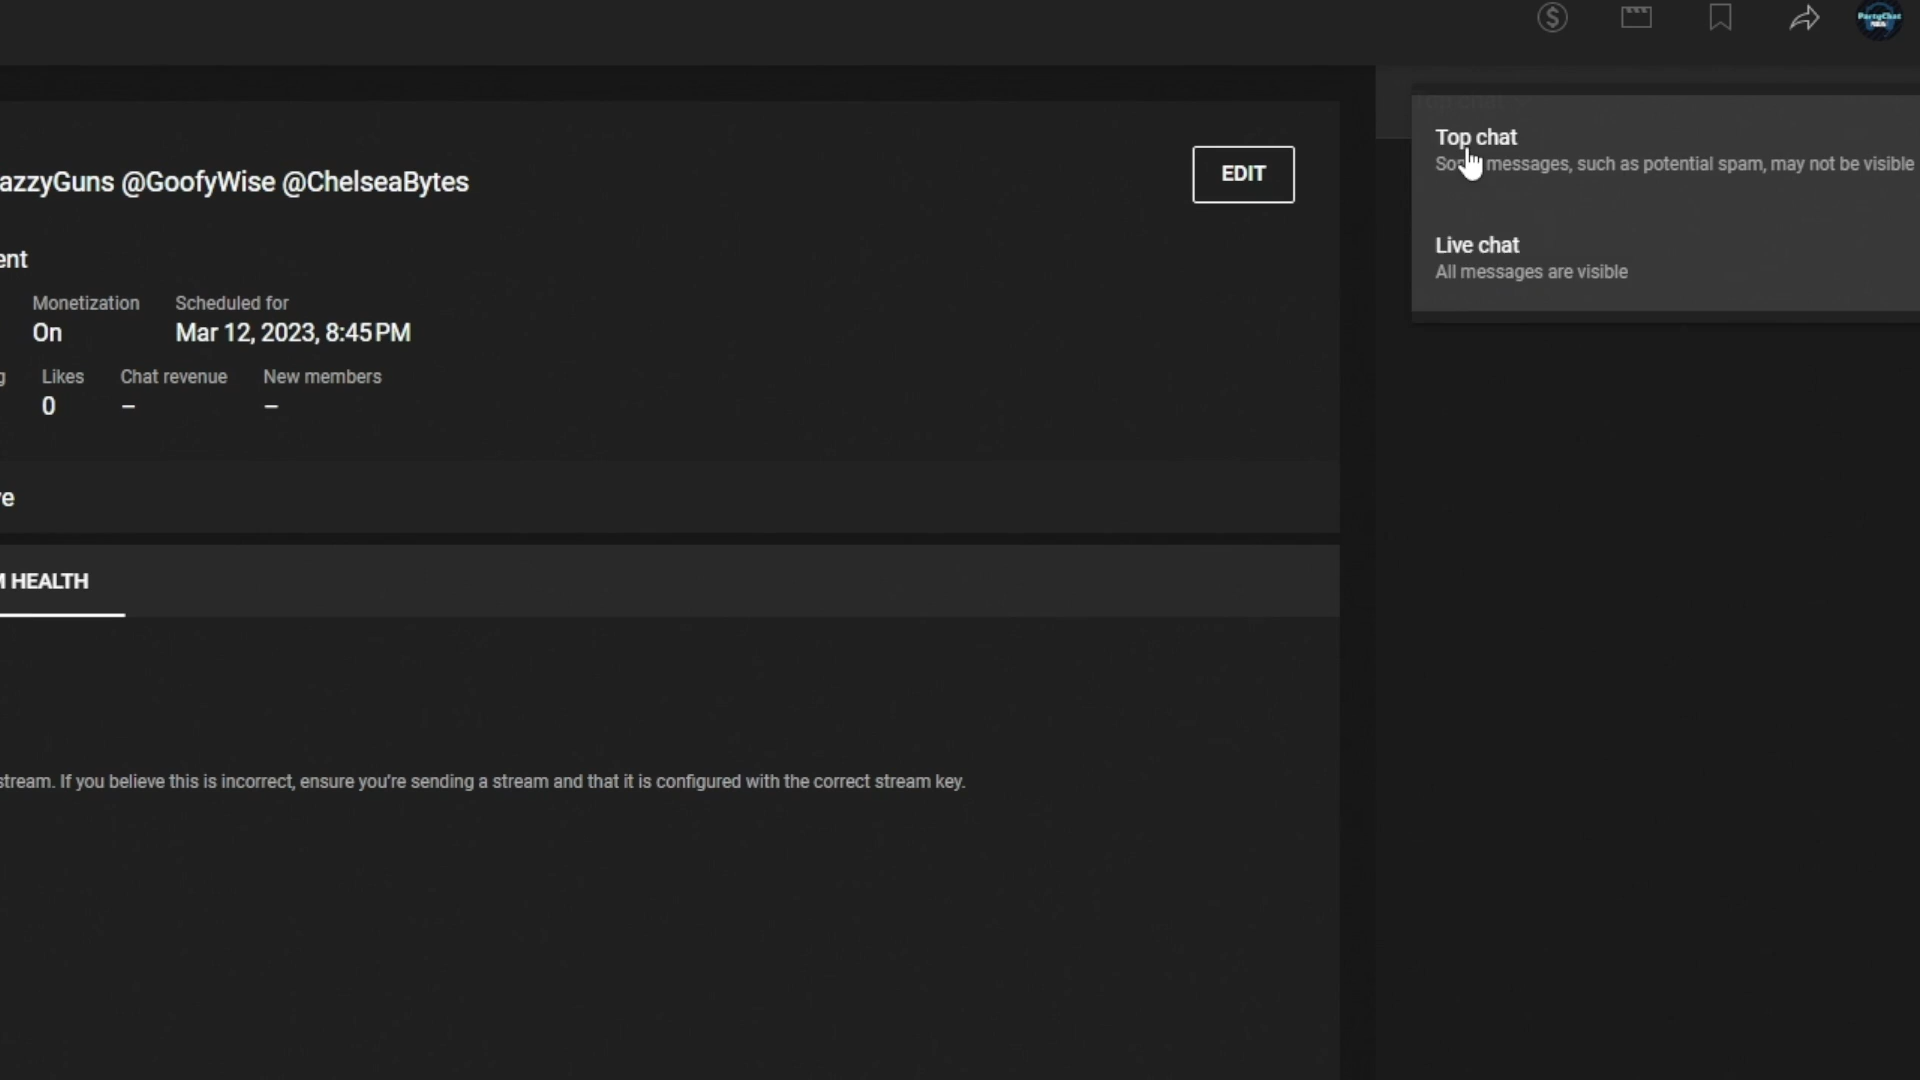 PartyChat
Top chat
Some messages, such as potential spam, may not be visible
azzyGuns @GoofyWise @ChelseaBytes
EDIT
Live chat
All messages are visible
ent
Monetization
Scheduled for
On
Mar 12, 2023, 8:45 PM
g
Likes
Chat revenue
New members
0
–
–
re
M HEALTH
stream. If you believe this is incorrect, ensure you're sending a stream and that it is configured with the correct stream key.